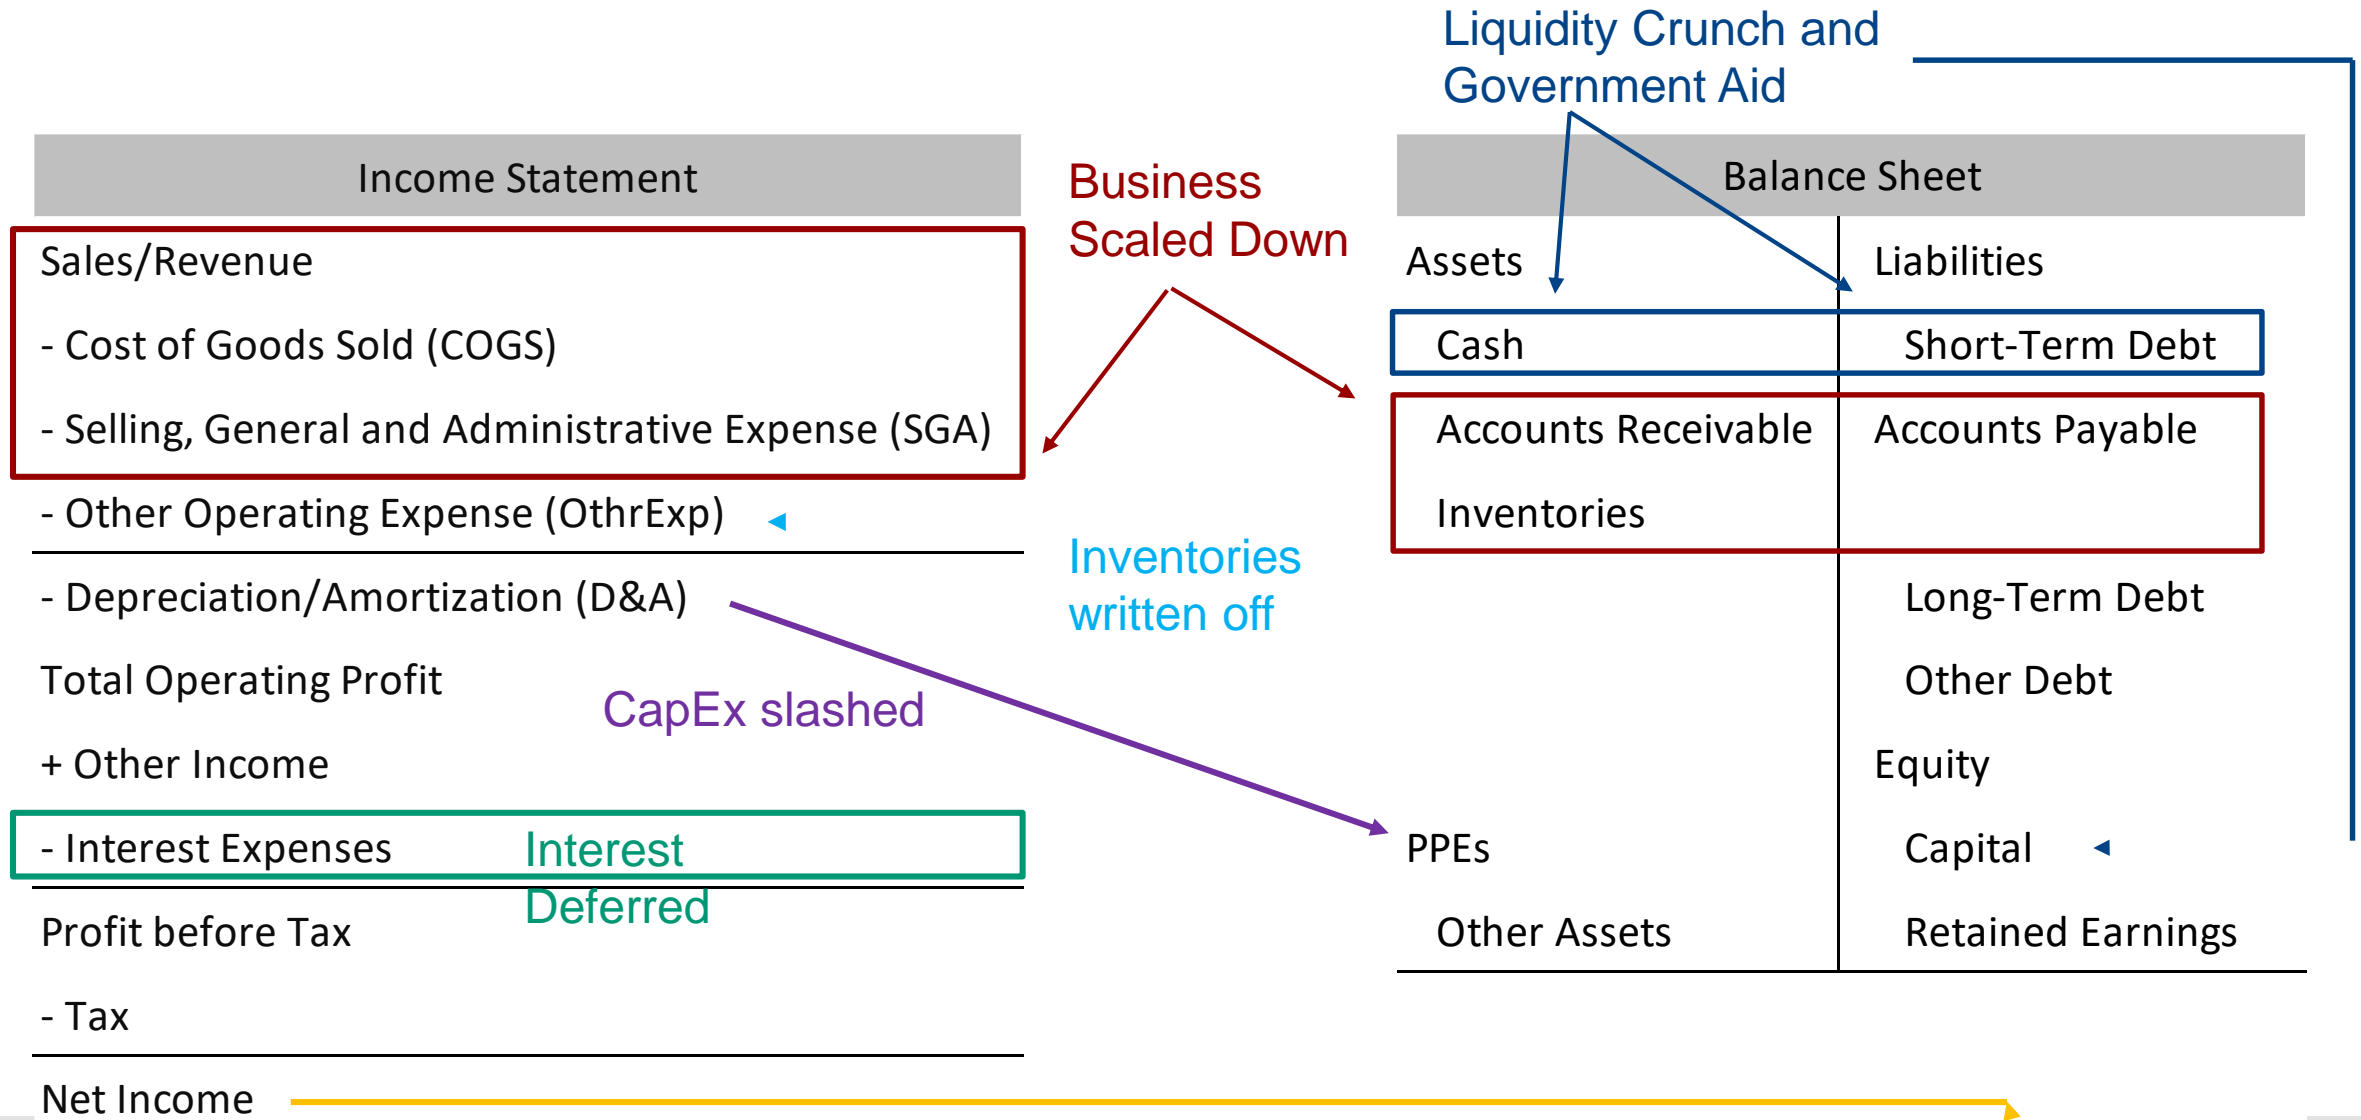 Liquidity Crunch and
Government Aid
Income Statement
Sales/Revenue
- Cost of Goods Sold (COGS)
- Selling, General and Administrative Expense (SGA)
- Other Operating Expense (OthrExp)
- Depreciation/Amortization (D&A)
Total Operating Profit
+ Other Income
- Interest Expenses
Interest
Deferred
Profit before Tax
- Tax
Net Income
Business
Scaled Down
Inventories
written off
CapEx slashed
Balance Sheet
Assets
Liabilities
Cash
Short-Term Debt
Accounts Receivable
Accounts Payable
Inventories
Long-Term Debt
Other Debt
Equity
PPEs
Capital
Other Assets
Retained Earnings